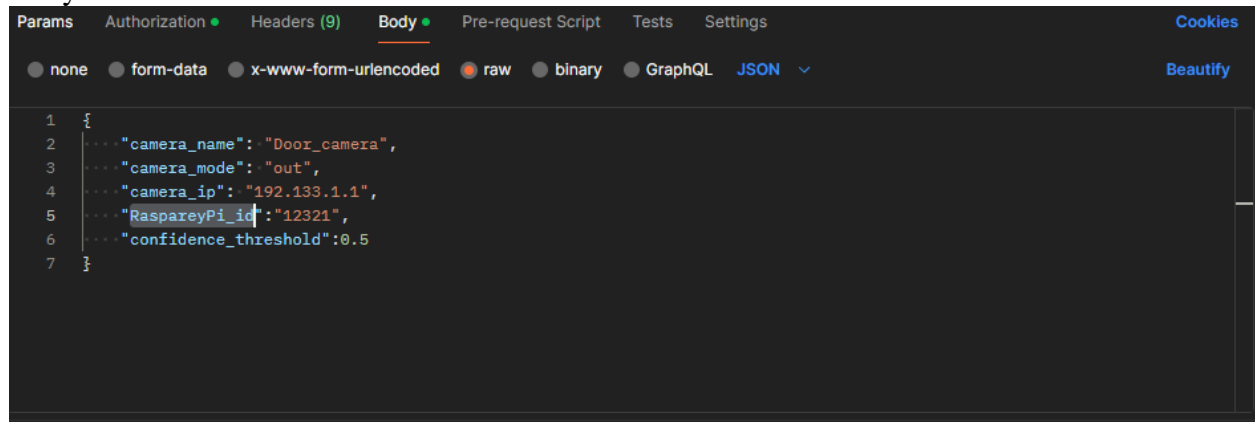 Params Authorization Headers (9) Body Pre-request Script Tests Settings Cookies
none form-data x-www-form-urlencoded raw binary GraphQL JSON Beautify
1 {
2 "camera_name": "Door_camera",
3 "camera_mode": "out",
4 "camera_ip": "192.133.1.1",
5 "RaspareyPi_id":"12321",
6 "confidence_threshold":0.5
7 }